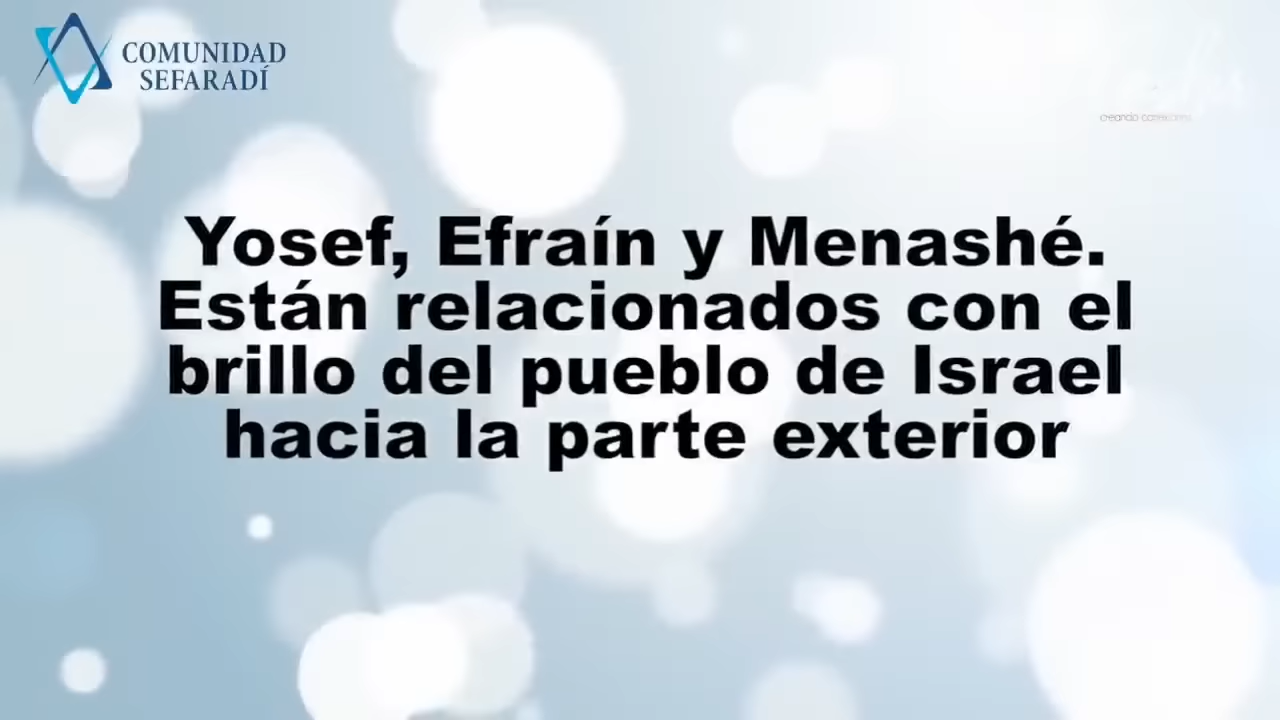 COMUNIDAD
SEFARADÍ
Yosef, Efraín y Menashé.
Están relacionados con el
brillo del pueblo de Israel
hacia la parte exterior